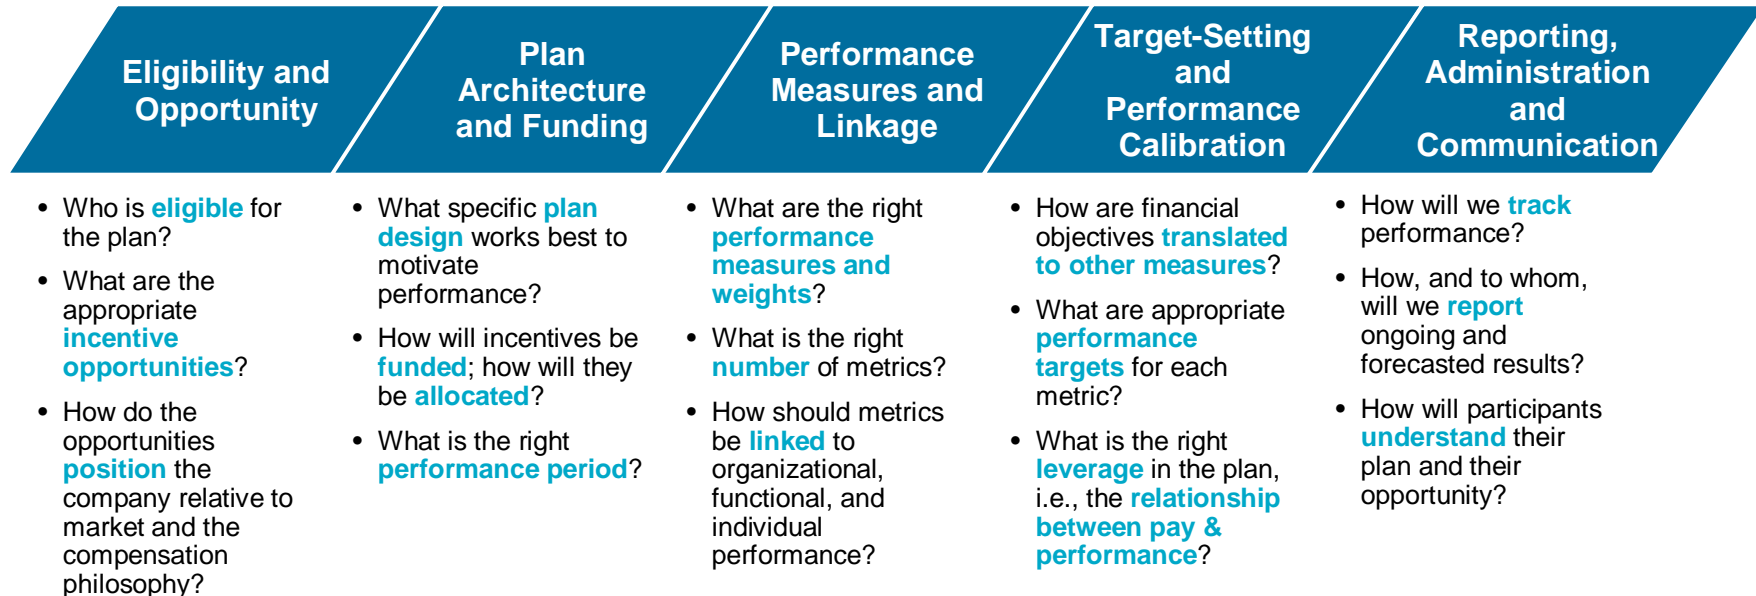 Eligibility and
Opportunity
Plan
Architecture
and Funding
Performance
Measures and
Linkage
Target-Setting
and
Performance
Calibration
Reporting,
Administration
and
Communication
• Who is eligible for
the plan?
• What are the
appropriate
incentive
opportunities?
• How do the
opportunities
position the
company relative to
market and the
compensation
philosophy?
• What specific plan
design works best to
motivate
performance?
• How will incentives be
funded; how will they
be allocated?
• What is the right
performance period?
• What are the right
performance
measures and
weights?
• What is the right
number of metrics?
• How should metrics
be linked to
organizational,
functional, and
individual
performance?
• How are financial
objectives translated
to other measures?
• What are appropriate
performance
targets for each
metric?
• What is the right
leverage in the plan,
i.e., the relationship
between pay &
performance?
• How will we track
performance?
• How, and to whom,
will we report
ongoing and
forecasted results?
• How will participants
understand their
plan and their
opportunity?